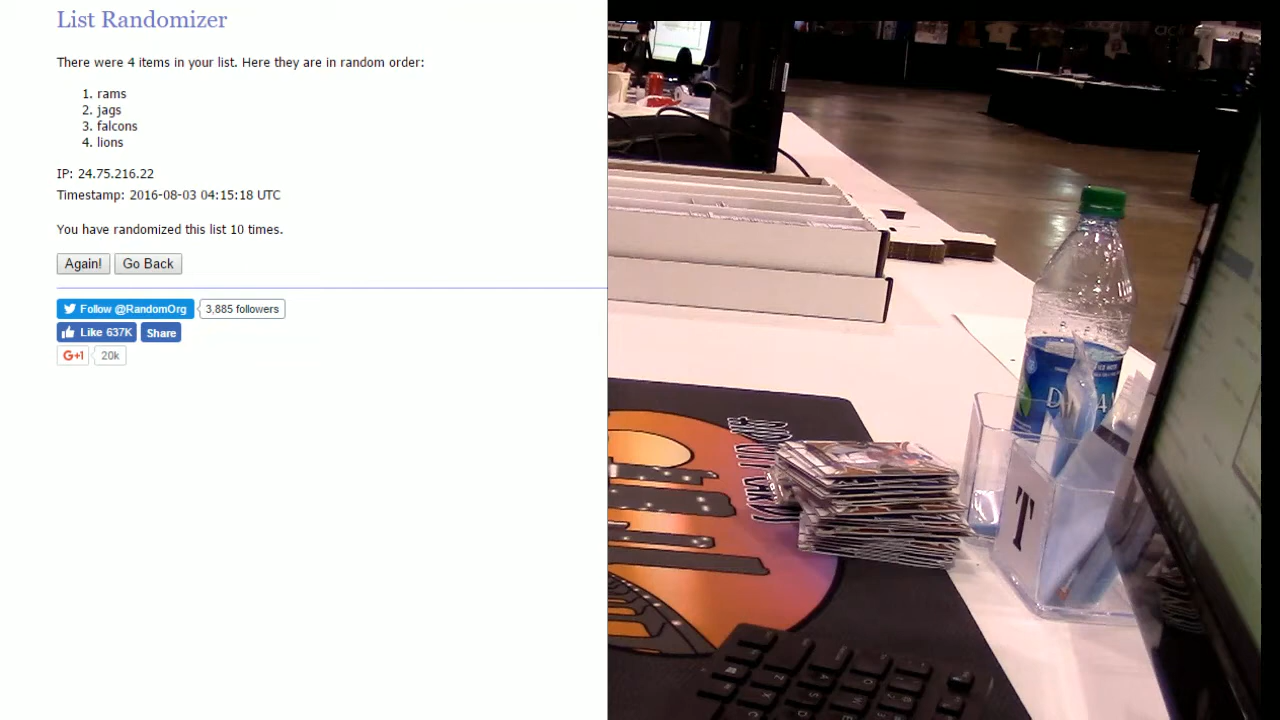 List Randomizer
There were 4 items in your list. Here they are in random order:
1. rams
2. jags
3. falcons
4. lions
IP: 24.75.216.22
Timestamp: 2016-08-03 04:15:18 UTC
You have randomized this list 10 times.
Again! Go Back
Follow @RandomOrg 3,885 followers
Like 637K Share
G+1 20k
T